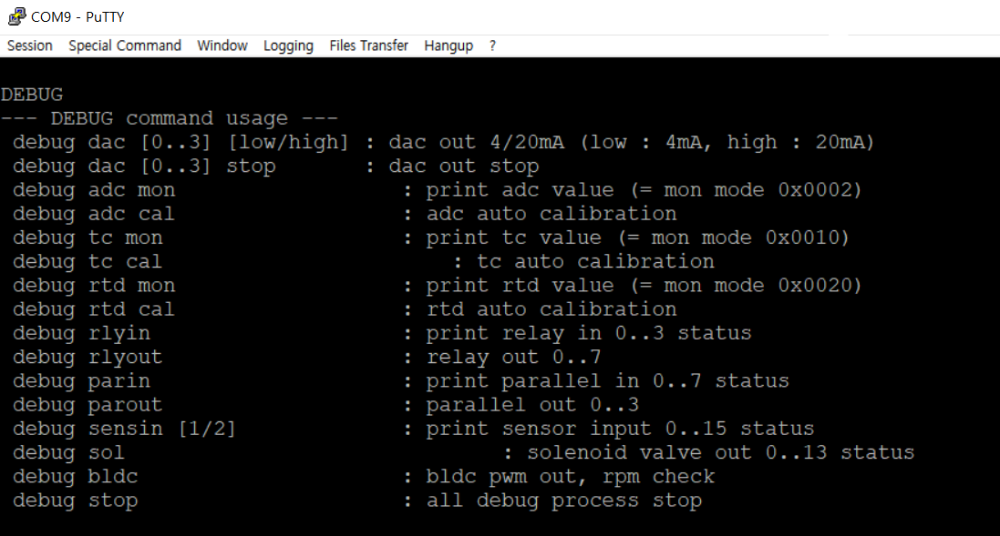 COM9 - PuTTY
Session Special Command Window Logging Files Transfer Hangup ?
DEBUG
--- DEBUG command usage ---
debug dac [0..3] [low/high] : dac out 4/20mA (low : 4mA, high : 20mA)
debug dac [0..3] stop : dac out stop
debug adc mon : print adc value (= mon mode 0x0002)
debug adc cal : adc auto calibration
debug tc mon : print tc value (= mon mode 0x0010)
debug tc cal : tc auto calibration
debug rtd mon : print rtd value (= mon mode 0x0020)
debug rtd cal : rtd auto calibration
debug rlyin : print relay in 0..3 status
debug rlyout : relay out 0..7
debug parin : print parallel in 0..7 status
debug parout : parallel out 0..3
debug sensin [1/2] : print sensor input 0..15 status
debug sol : solenoid valve out 0..13 status
debug bldc : bldc pwm out, rpm check
debug stop : all debug process stop